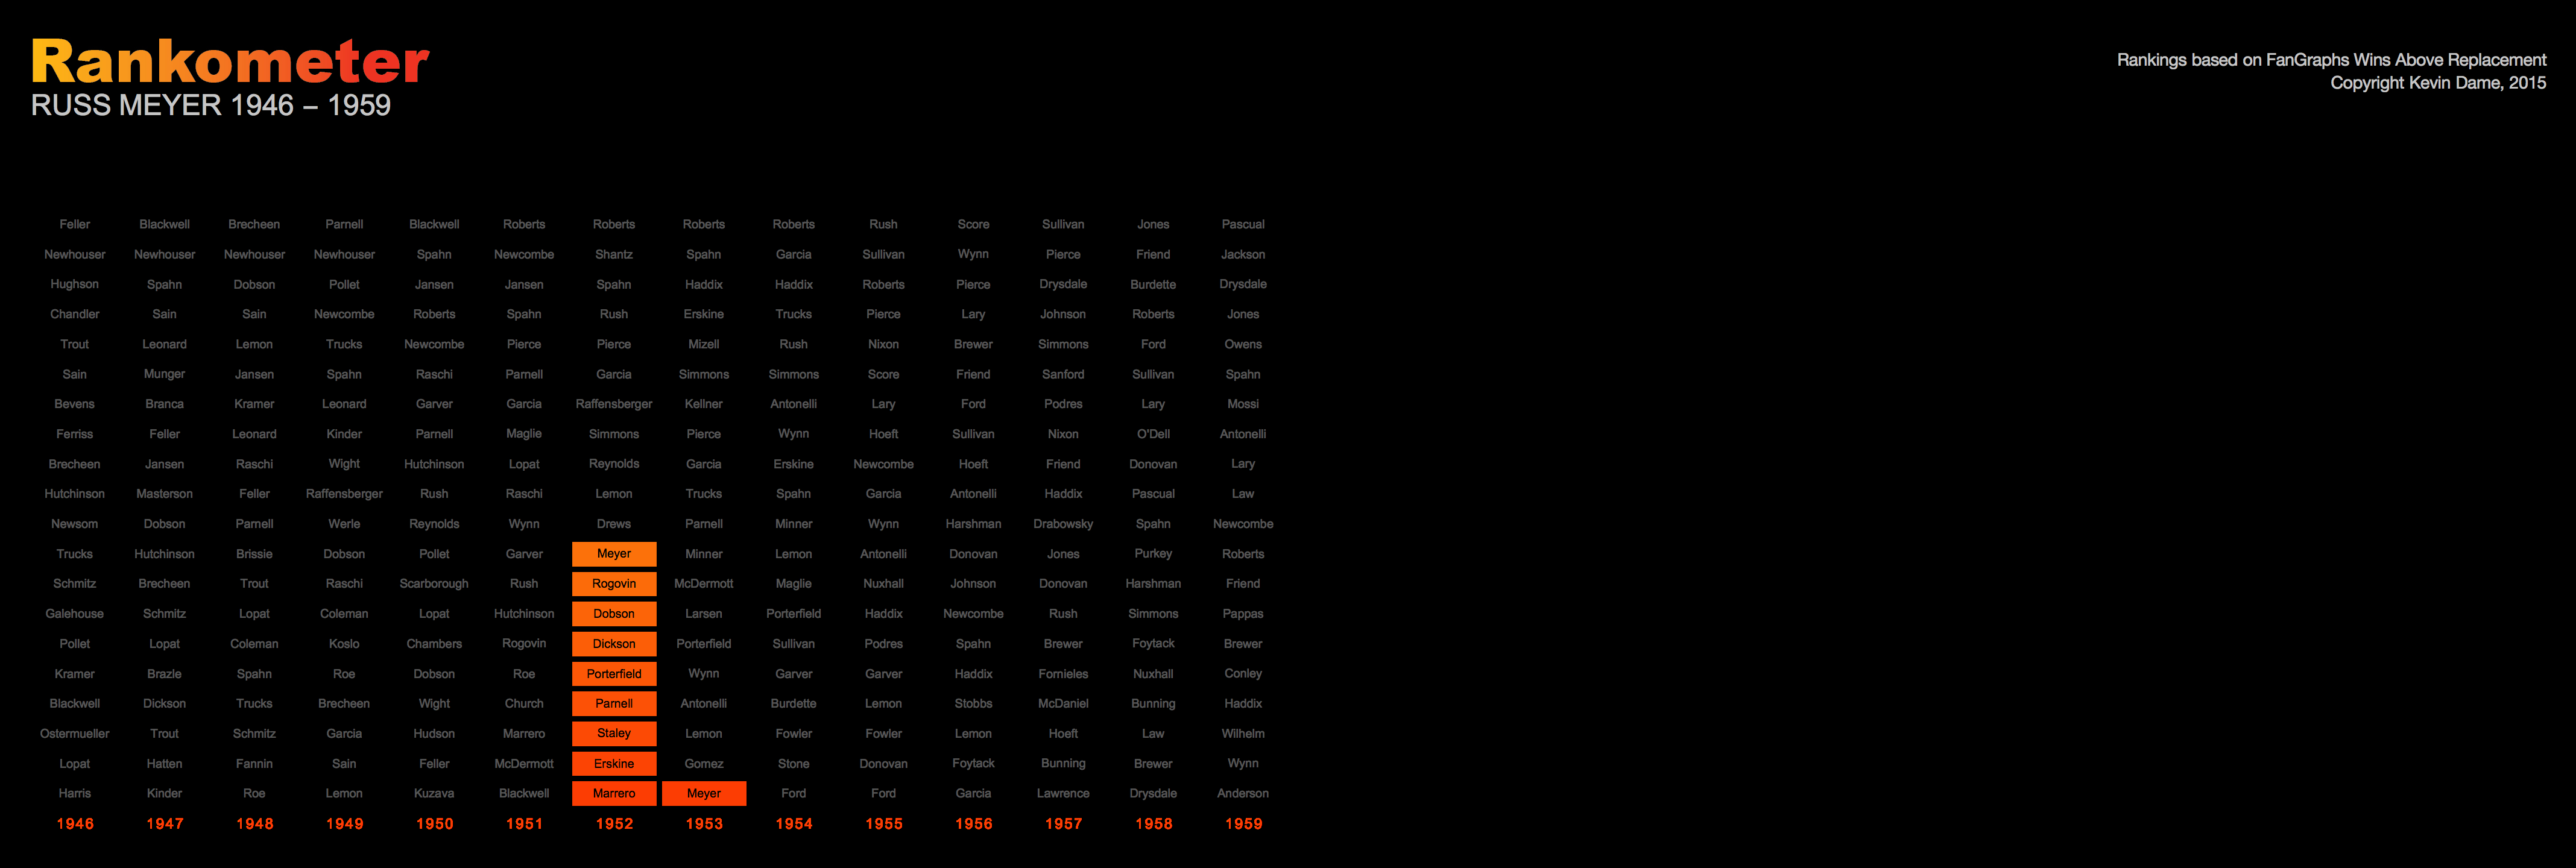 Rankometer
RUSS MEYER 1946 – 1959
Rankings based on FanGraphs Wins Above Replacement
Copyright Kevin Dame, 2015
Feller Blackwell Brecheen Parnell Blackwell Roberts Roberts Roberts Roberts Rush Score Sullivan Jones Pascual
Newhouser Newhouser Newhouser Newhouser Spahn Newcombe Shantz Spahn Garcia Sullivan Wynn Pierce Friend Jackson
Hughson Spahn Dobson Pollet Jansen Jansen Spahn Haddix Haddix Roberts Pierce Drysdale Burdette Drysdale
Chandler Sain Sain Newcombe Roberts Spahn Rush Erskine Trucks Pierce Lary Johnson Roberts Jones
Trout Leonard Lemon Trucks Newcombe Pierce Pierce Mizell Rush Nixon Brewer Simmons Ford Owens
Sain Munger Jansen Spahn Raschi Parnell Garcia Simmons Simmons Score Friend Sanford Sullivan Spahn
Bevens Branca Kramer Leonard Garver Garcia Raffensberger Kellner Antonelli Lary Ford Podres Lary Mossi
Ferriss Feller Leonard Kinder Parnell Maglie Simmons Pierce Wynn Hoeft Sullivan Nixon O'Dell Antonelli
Brecheen Jansen Raschi Wight Hutchinson Lopat Reynolds Garcia Erskine Newcombe Hoeft Friend Donovan Lary
Hutchinson Masterson Feller Raffensberger Rush Raschi Lemon Trucks Spahn Garcia Antonelli Haddix Pascual Law
Newsom Dobson Parnell Werle Reynolds Wynn Drews Parnell Minner Wynn Harshman Drabowsky Spahn Newcombe
Trucks Hutchinson Brissie Dobson Pollet Garver Meyer Minner Lemon Antonelli Donovan Jones Purkey Roberts
Schmitz Brecheen Trout Raschi Scarborough Rush Rogovin McDermott Maglie Nuxhall Johnson Donovan Harshman Friend
Galehouse Schmitz Lopat Coleman Lopat Hutchinson Dobson Larsen Porterfield Haddix Newcombe Rush Simmons Pappas
Pollet Lopat Coleman Koslo Chambers Rogovin Dickson Porterfield Sullivan Podres Spahn Brewer Foytack Brewer
Kramer Brazle Spahn Roe Dobson Roe Porterfield Wynn Garver Garver Haddix Fornieles Nuxhall Conley
Blackwell Dickson Trucks Brecheen Wight Church Parnell Antonelli Burdette Lemon Stobbs McDaniel Bunning Haddix
Ostermueller Trout Schmitz Garcia Hudson Marrero Staley Lemon Fowler Fowler Lemon Hoeft Law Wilhelm
Lopat Hatten Fannin Sain Feller McDermott Erskine Gomez Stone Donovan Foytack Bunning Brewer Wynn
Harris Kinder Roe Lemon Kuzava Blackwell Marrero Meyer Ford Ford Garcia Lawrence Drysdale Anderson
1946 1947 1948 1949 1950 1951 1952 1953 1954 1955 1956 1957 1958 1959